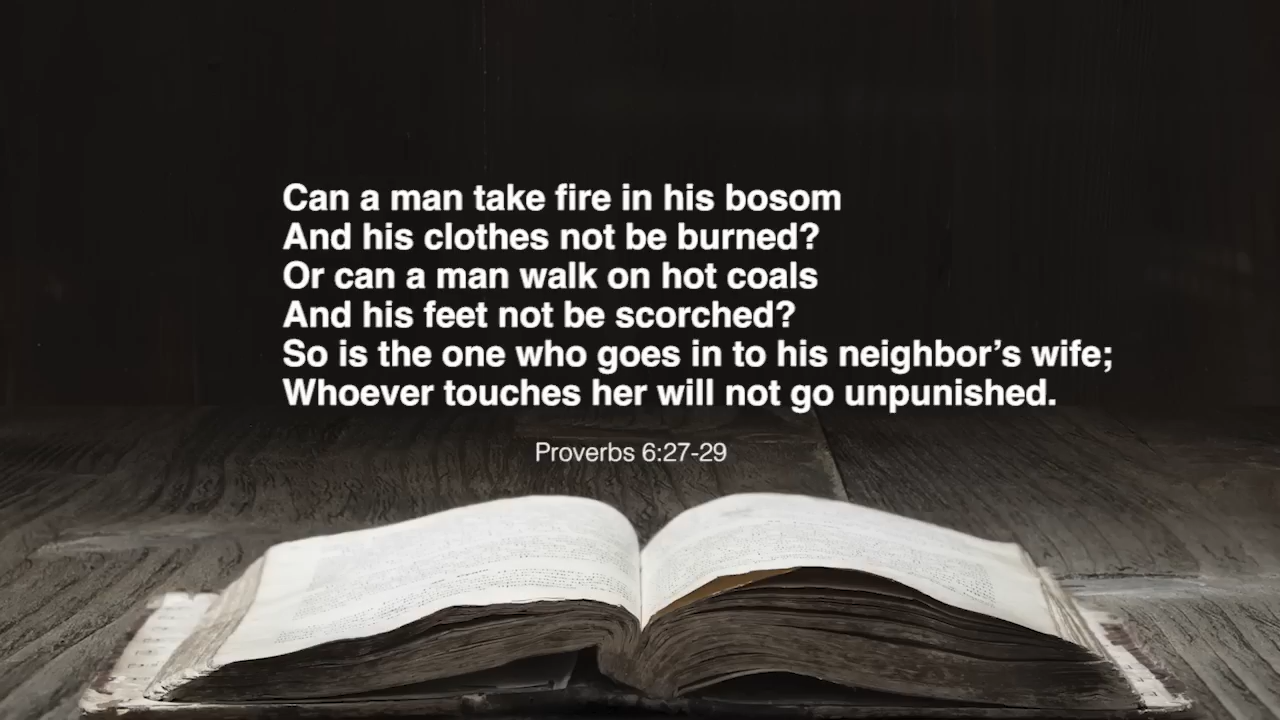 Can a man take fire in his bosom
And his clothes not be burned?
Or can a man walk on hot coals
And his feet not be scorched?
So is the one who goes in to his neighbor’s wife;
Whoever touches her will not go unpunished.
Proverbs 6:27-29